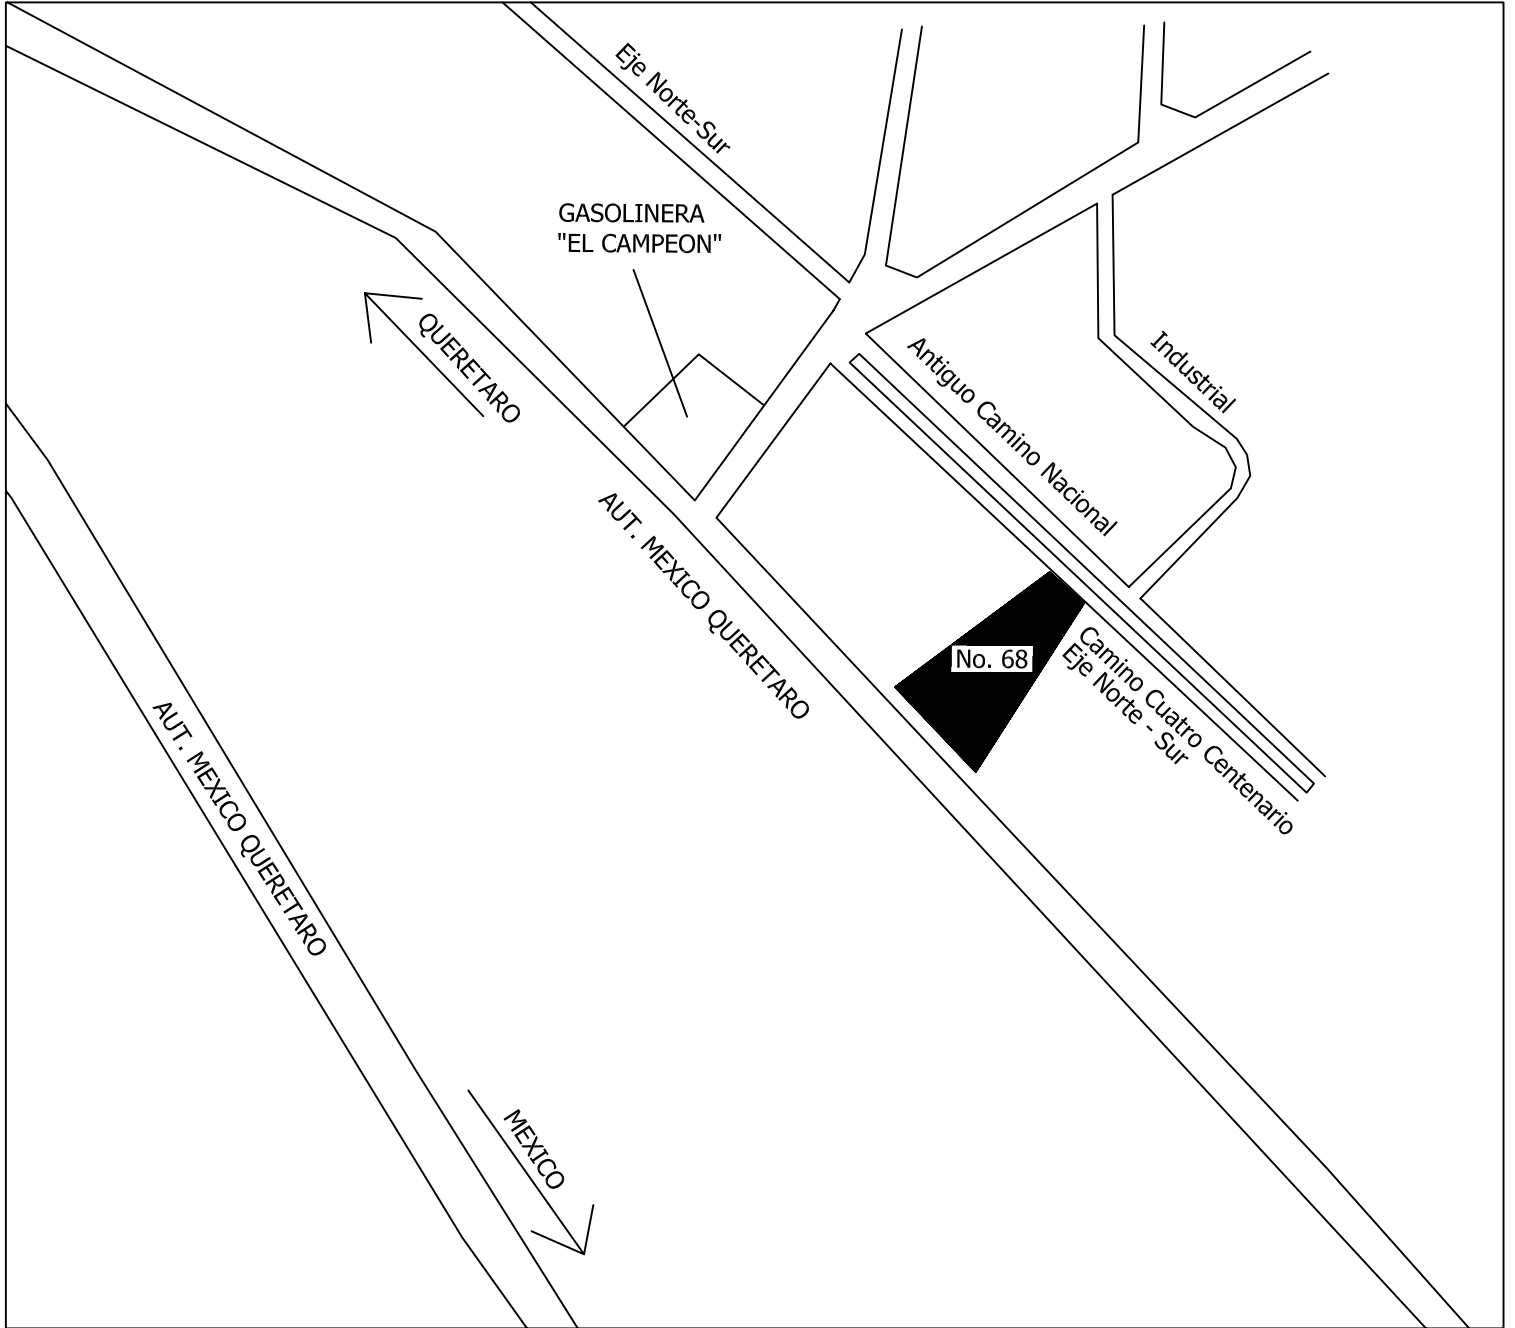 Eje Norte-Sur
GASOLINERA
"EL CAMPEON"
QUERETARO
Antiguo Camino Nacional
Industrial
AUT. MEXICO QUERETARO
No. 68
Camino Cuatro Centenario
Eje Norte - Sur
AUT. MEXICO QUERETARO
MEXICO